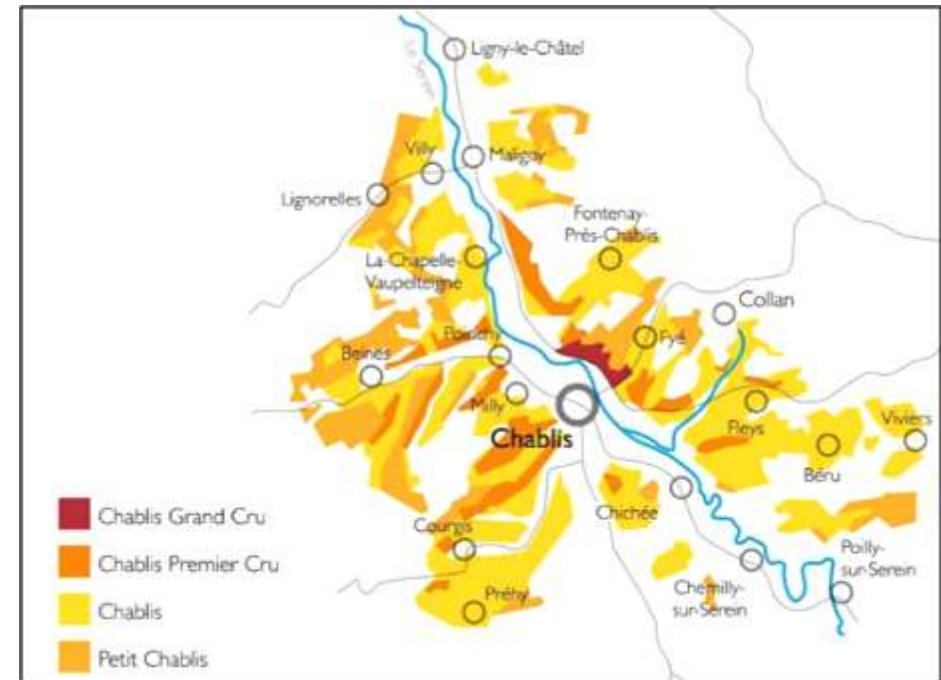 Ligny-le-Châtel
Le Serein
Villy
Maligny
Lignorelles
Fontenay-
Près-Chablis
La-Chapelle-
Vaupelteigne
Collan
Fyé
Poinchy
Beines
Milly
Chablis
Fleys
Viviers
Béru
Chichée
Courgis
Préhy
Chemilly-
sur-Serein
Poilly-
sur-Serein
Chablis Grand Cru
Chablis Premier Cru
Chablis
Petit Chablis